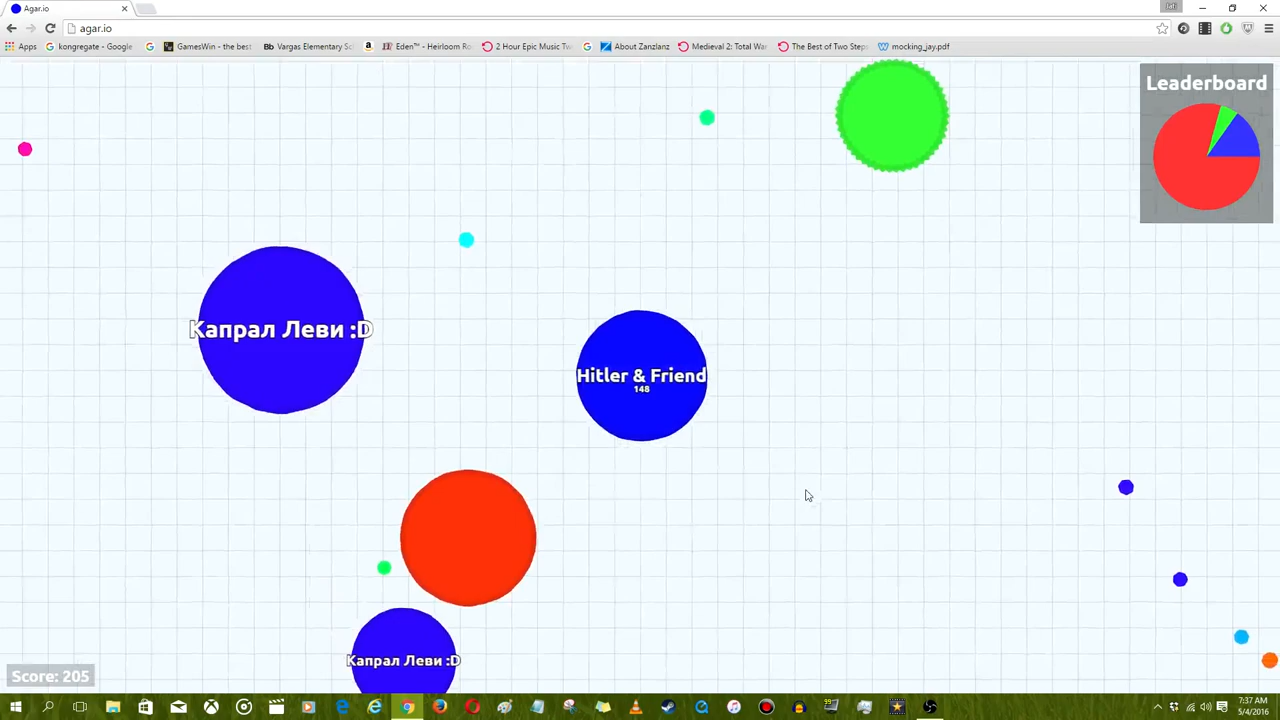 Agar.io
agar.io
Apps
kongregate - Google
GamesWin - the best
Vargas Elementary Sc
Eden™ - Heirloom Ro
2 Hour Epic Music Tw
About Zanzlanz
Medieval 2: Total War
The Best of Two Steps
mocking_jay.pdf
Leaderboard
Капрал Леви :D
Hitler & Friend
148
Капрал Леви :D
Score: 205
7:37 AM
5/4/2016